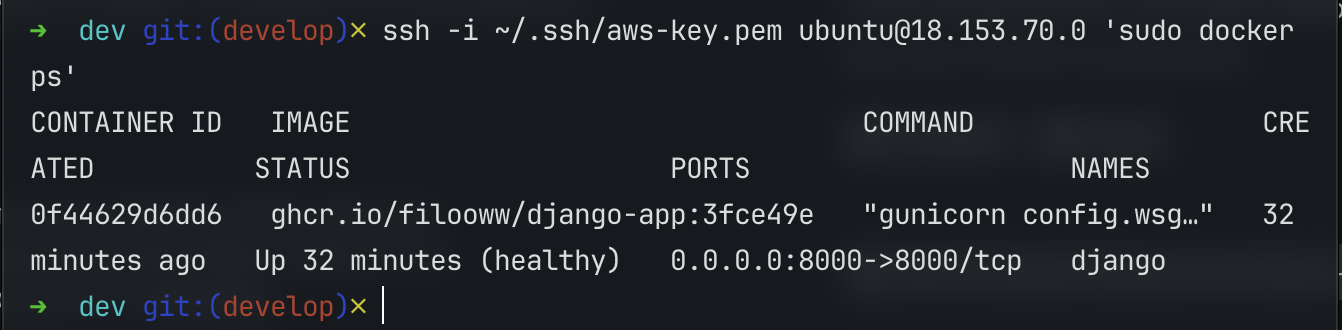 ➜  dev git:(develop)✗ ssh -i ~/.ssh/aws-key.pem ubuntu@18.153.70.0 'sudo docker
ps'
CONTAINER ID   IMAGE                                COMMAND                  CRE
ATED          STATUS                    PORTS                    NAMES
0f44629d6dd6   ghcr.io/filooww/django-app:3fce49e   "gunicorn config.wsg…"   32
minutes ago   Up 32 minutes (healthy)   0.0.0.0:8000->8000/tcp   django
➜  dev git:(develop)✗